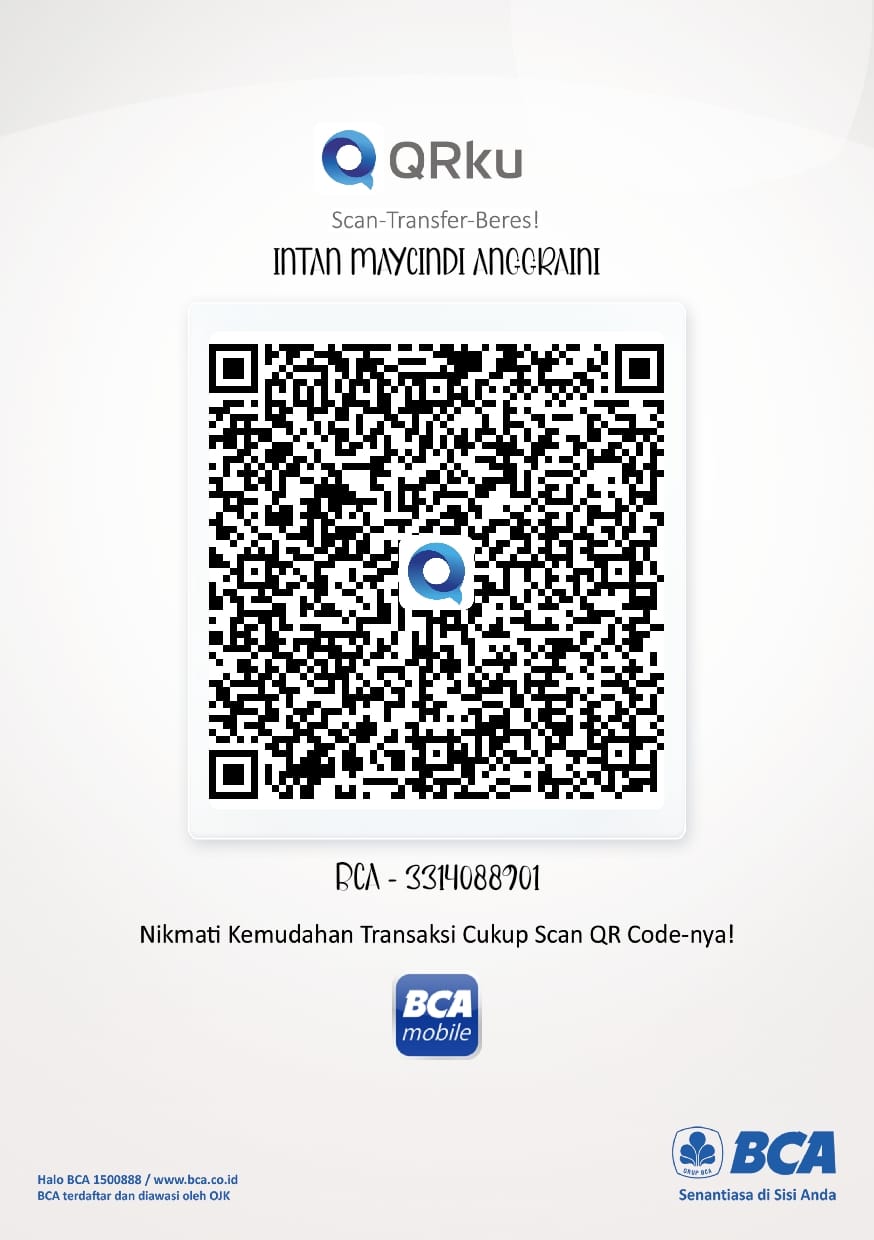 QRku
Scan-Transfer-Beres!
INTAN MAYCINDI ANGGRAINI
BCA - 3314088901
Nikmati Kemudahan Transaksi Cukup Scan QR Code-nya!
BCA
mobile
Halo BCA 1500888 / www.bca.co.id
BCA terdaftar dan diawasi oleh OJK
GRUP BCA
BCA
Senantiasa di Sisi Anda